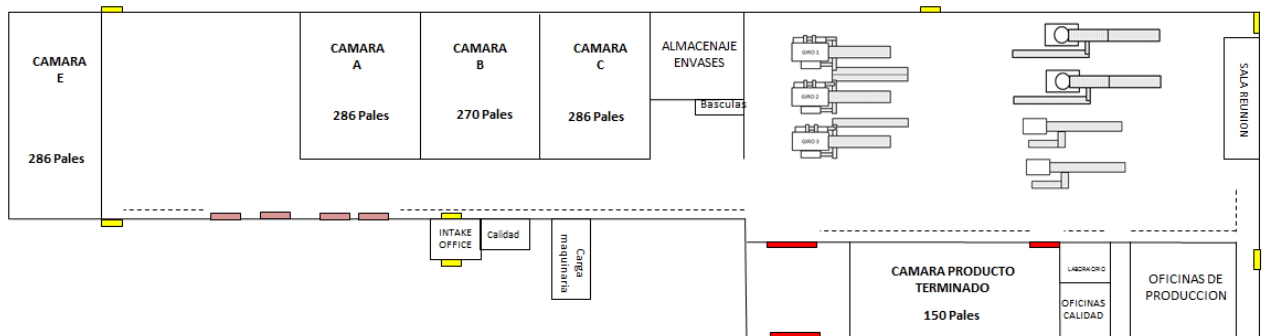 CAMARA
E
286 Pales
CAMARA
A
286 Pales
CAMARA
B
270 Pales
CAMARA
C
286 Pales
ALMACENAJE
ENVASES
Basculas
GIRO 1
GIRO 2
GIRO 3
SALA REUNION
INTAKE
OFFICE
Calidad
Carga
maquinaria
CAMARA PRODUCTO
TERMINADO
150 Pales
LABORATORIO
OFICINAS
CALIDAD
OFICINAS DE
PRODUCCION